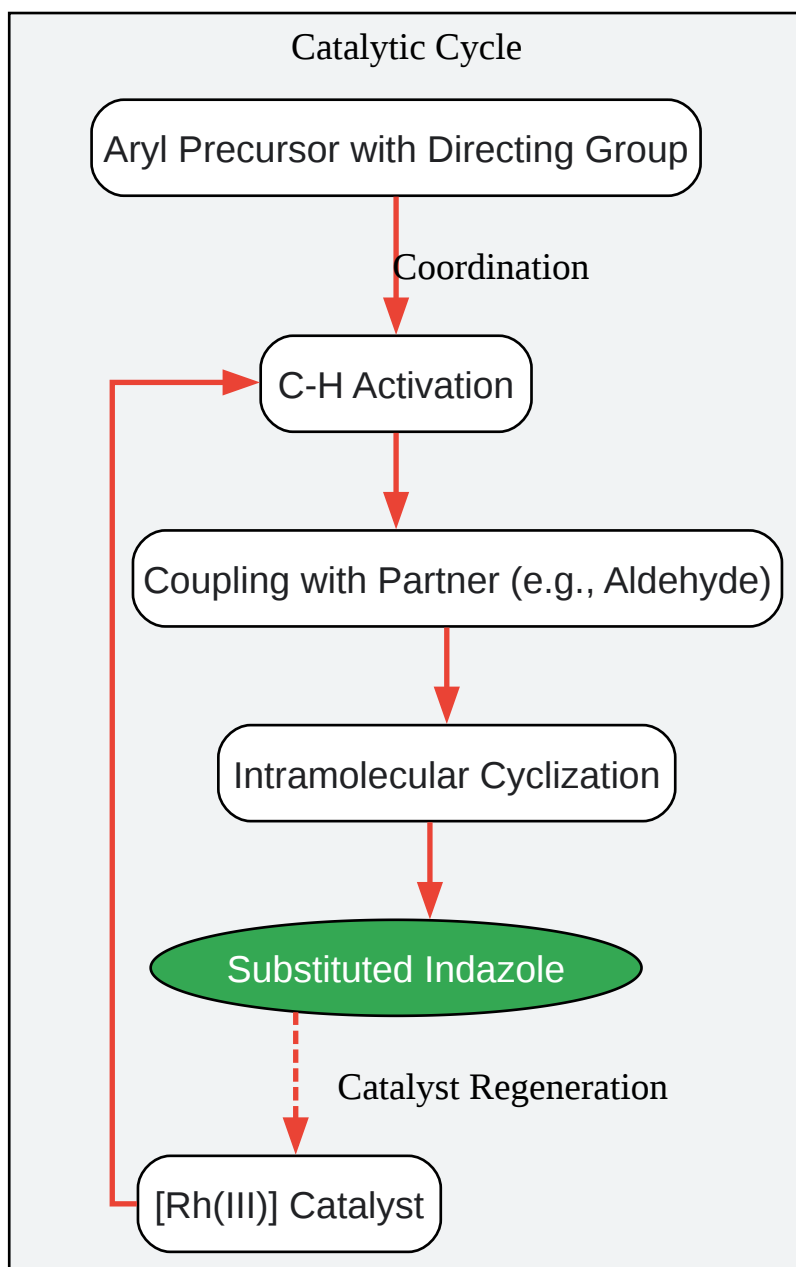 Catalytic Cycle
Aryl Precursor with Directing Group
Coordination
C-H Activation
Coupling with Partner (e.g., Aldehyde)
Intramolecular Cyclization
Substituted Indazole
Catalyst Regeneration
[Rh(III)] Catalyst